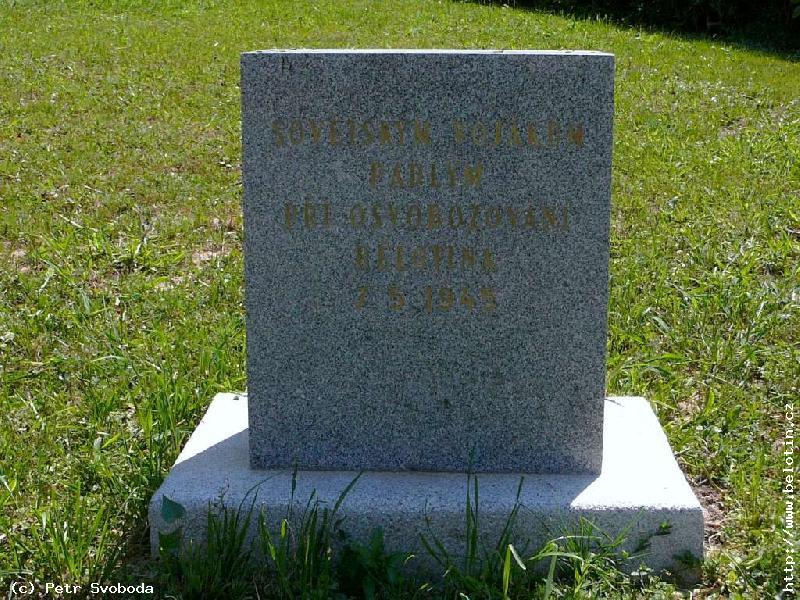 SOVĚTSKÝM VOJÁKŮM
PADLÝM
PŘI OSVOBOZOVÁNÍ
BĚLOTÍNA
7.5.1945
http://www.belotin.cz
(c) Petr Svoboda